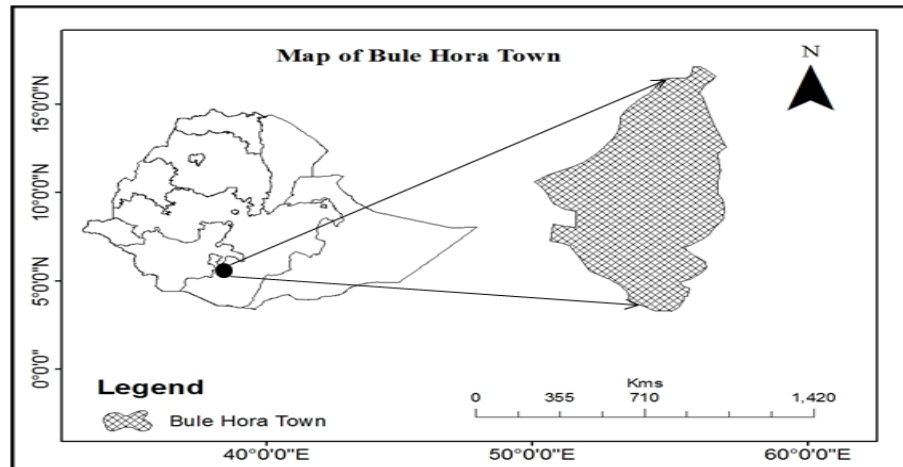 Map of Bule Hora Town
N
15°0'0"N
10°0'0"N
5°0'0"N
0°0'0"
Legend
Bule Hora Town
Kms
0 355 710 1,420
40°0'0"E 50°0'0"E 60°0'0"E